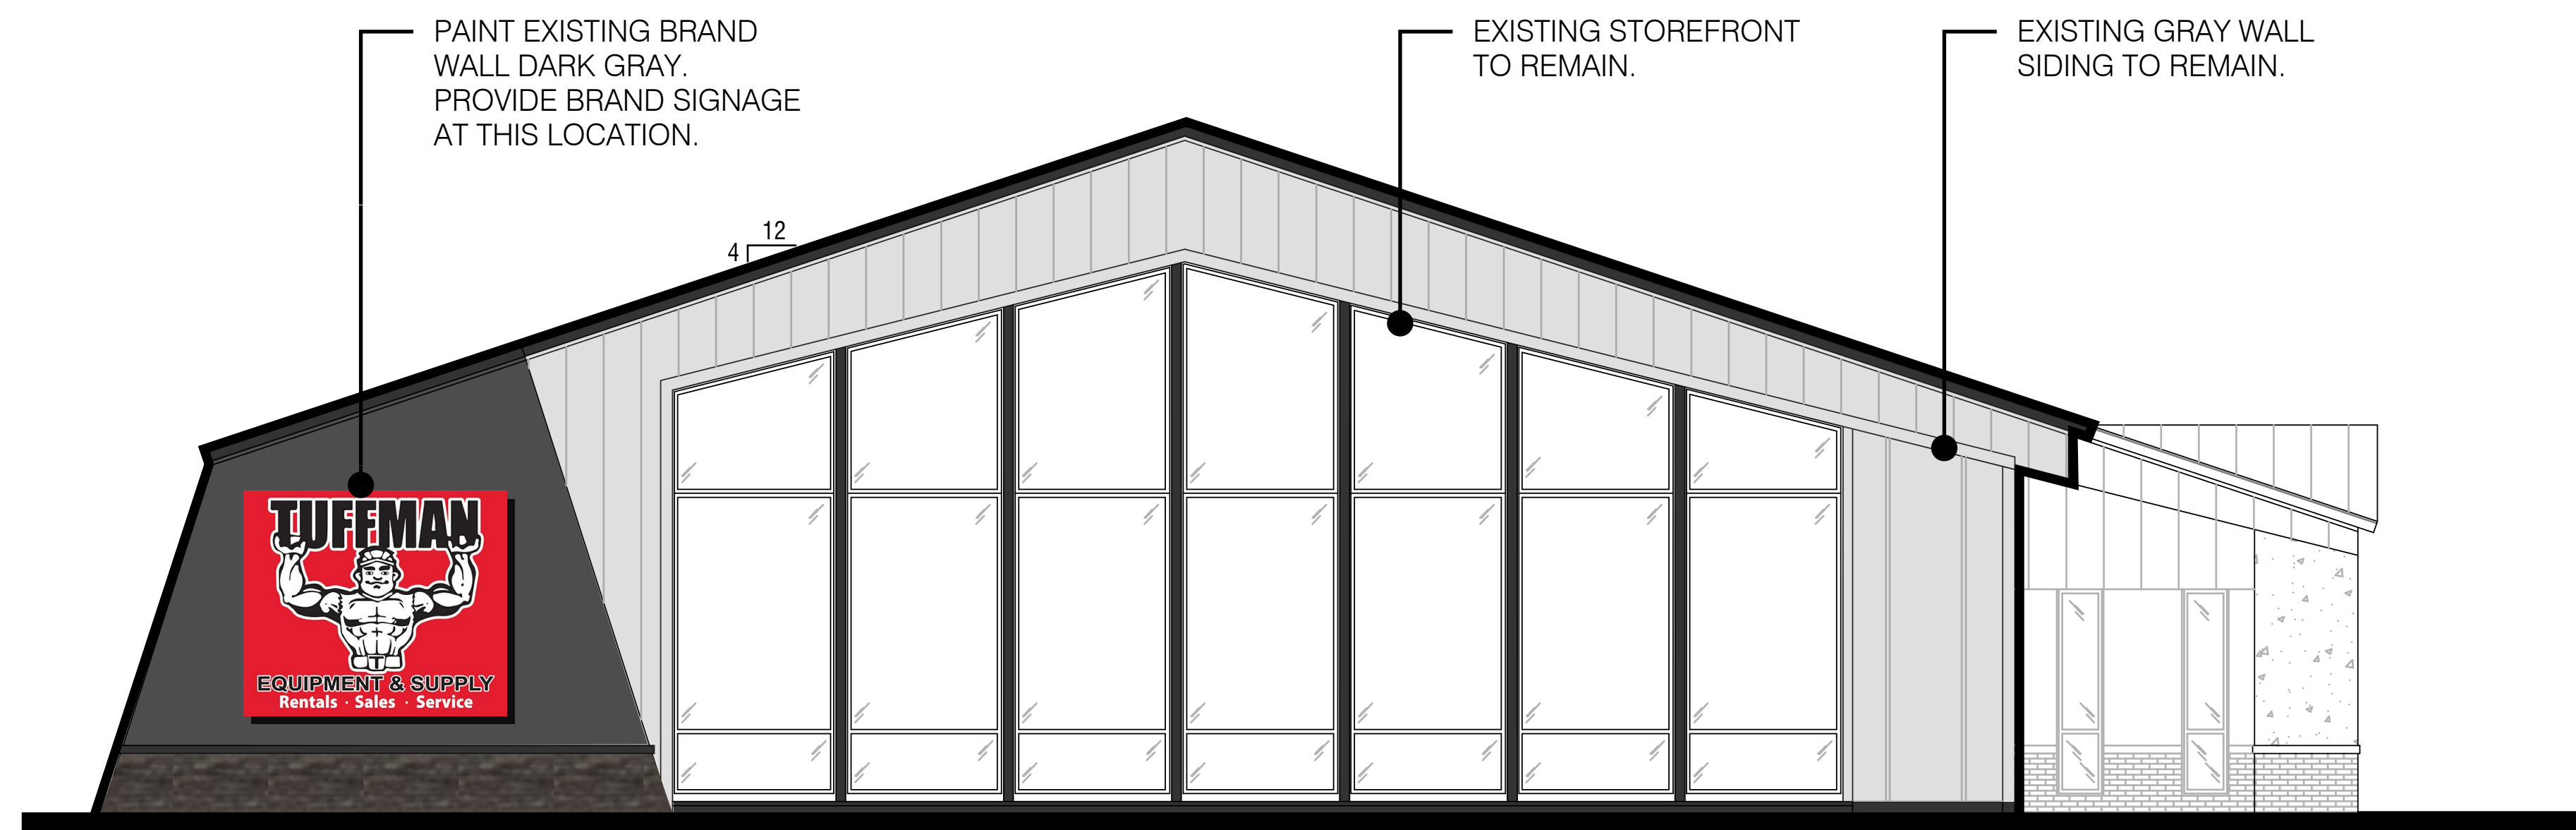 PAINT EXISTING BRAND
WALL DARK GRAY.
PROVIDE BRAND SIGNAGE
AT THIS LOCATION.
EXISTING STOREFRONT
TO REMAIN.
EXISTING GRAY WALL
SIDING TO REMAIN.
12
4
TUFFMAN
T
EQUIPMENT & SUPPLY
Rentals · Sales · Service